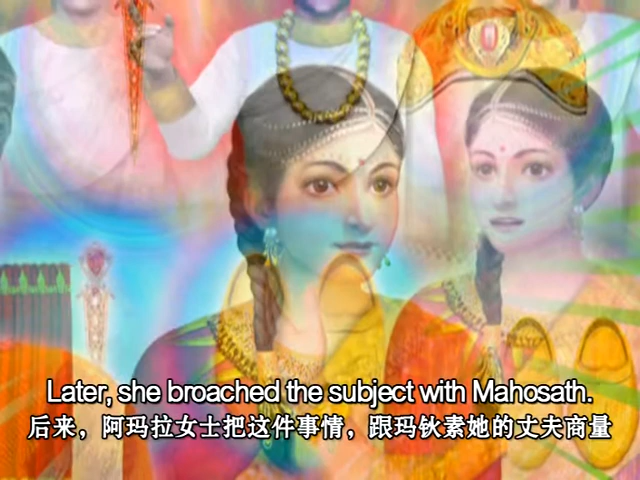 Later, she broached the subject with Mahosath.
后来，阿玛拉女士把这件事情，跟玛钬素她的丈夫商量